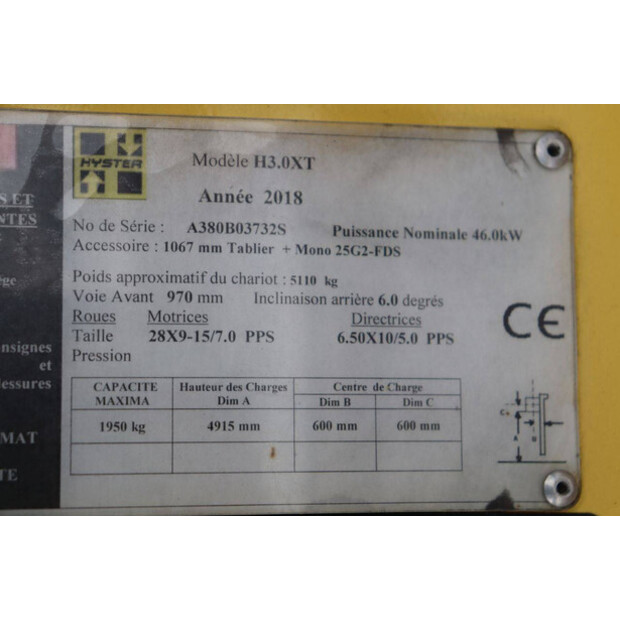 HYSTER
Modèle H3.0XT
Année 2018
No de Série : A380B03732S Puissance Nominale 46.0kW
Accessoire : 1067 mm Tablier + Mono 25G2-FDS
Poids approximatif du chariot : 5110 kg
Voie Avant 970 mm Inclinaison arrière 6.0 degrés
Roues Motrices Directrices
Taille 28X9-15/7.0 PPS 6.50X10/5.0 PPS
Pression
CAPACITE MAXIMA Hauteur des Charges Dim A Centre de Charge Dim B Dim C
1950 kg 4915 mm 600 mm 600 mm
CE
C
A
B
S ET
NTES
ège
nsignes
et
lessures
MAT
TE